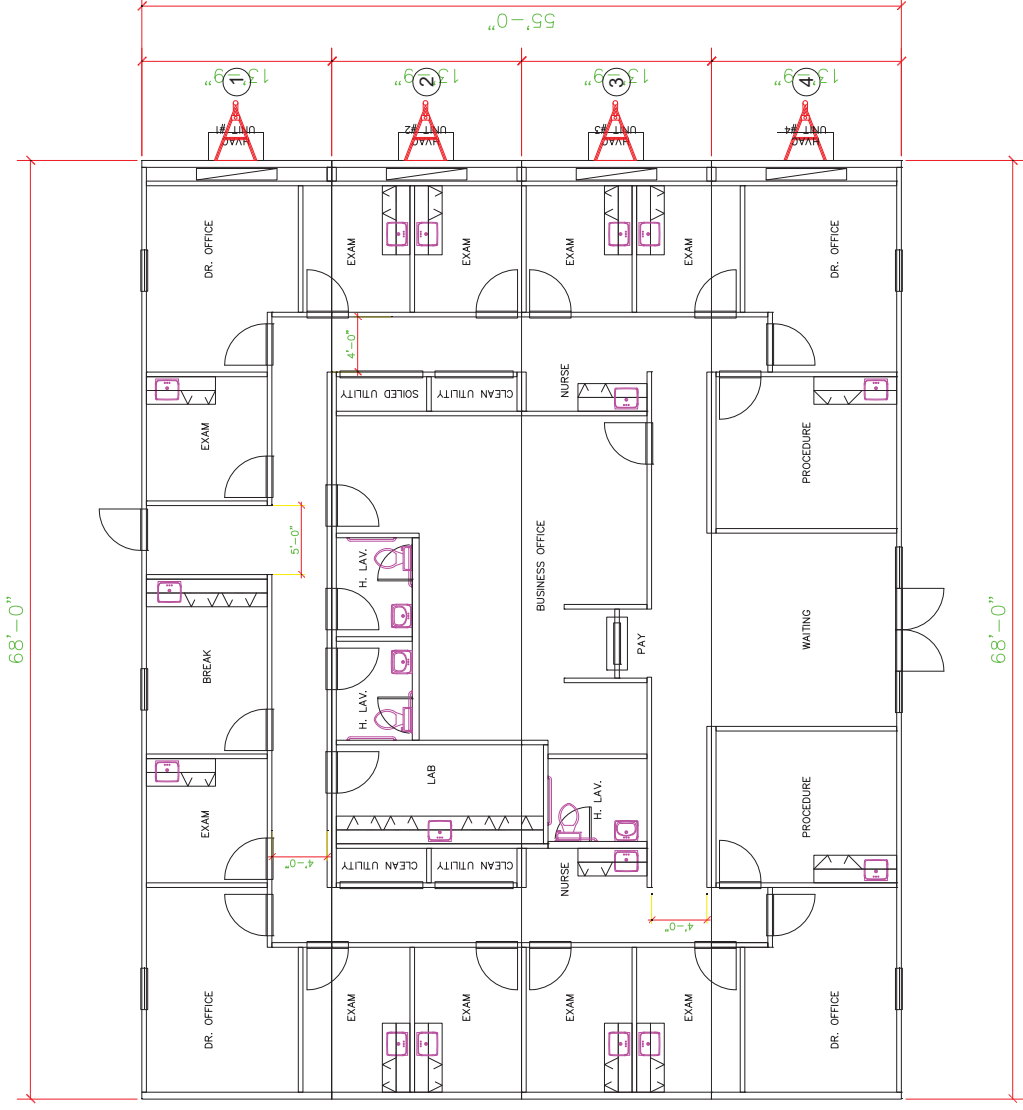 55'-0"
13'-9"
13'-9"
13'-9"
13'-9"
1
2
3
4
HVAC
UNIT #1
HVAC
UNIT #2
HVAC
UNIT #3
HVAC
UNIT #4
68'-0"
68'-0"
DR. OFFICE
EXAM
EXAM
EXAM
EXAM
DR. OFFICE
4'-0"
EXAM
SOILED UTILITY
CLEAN UTILITY
NURSE
PROCEDURE
5'-0"
H. LAV.
BUSINESS OFFICE
BREAK
H. LAV.
PAY
WAITING
EXAM
LAB
H. LAV.
PROCEDURE
4'-0"
CLEAN UTILITY
CLEAN UTILITY
NURSE
4'-0"
DR. OFFICE
EXAM
EXAM
EXAM
EXAM
DR. OFFICE